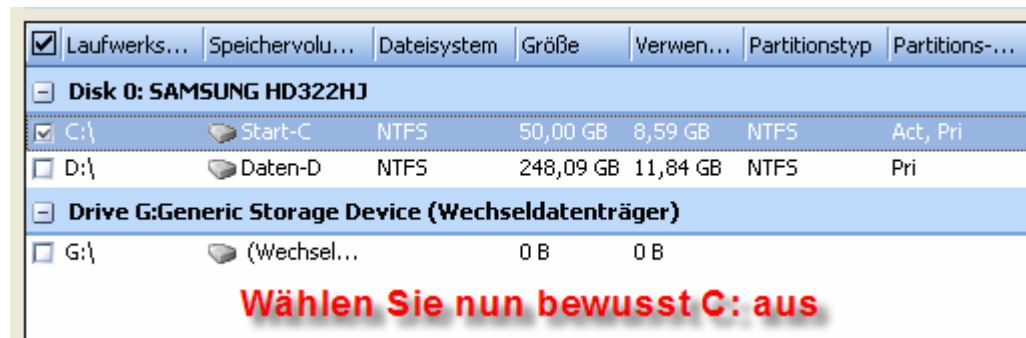 Laufwerks... Speichervolu... Dateisystem Größe Verwen... Partitionstyp Partitions-...
Disk 0: SAMSUNG HD322HJ
C:\ Start-C NTFS 50,00 GB 8,59 GB NTFS Act, Pri
D:\ Daten-D NTFS 248,09 GB 11,84 GB NTFS Pri
Drive G:Generic Storage Device (Wechseldatenträger)
G:\ (Wechsel... 0 B 0 B
Wählen Sie nun bewusst C: aus